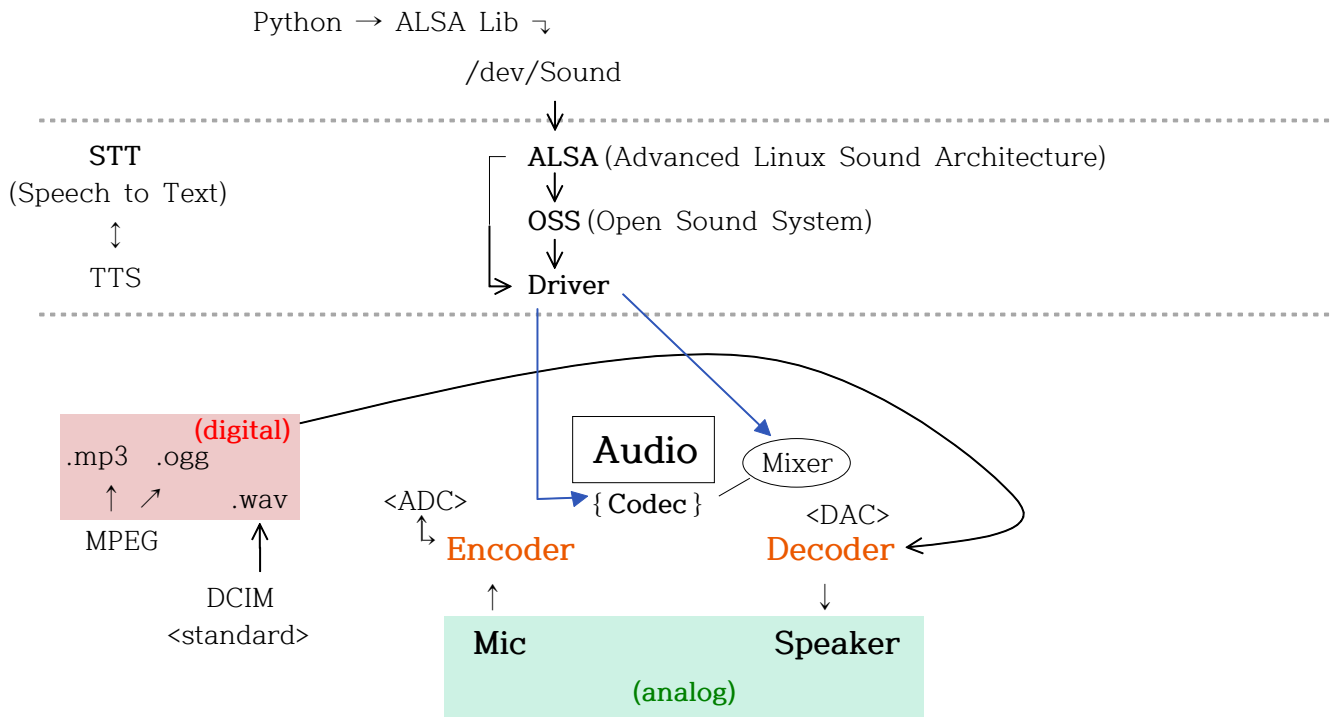 Python → ALSA Lib ↴
/dev/Sound
STT
(Speech to Text)
↕
TTS
ALSA (Advanced Linux Sound Architecture)
OSS (Open Sound System)
Driver
(digital)
.mp3 .ogg
.wav
MPEG
DCIM
<standard>
Audio
{ Codec }
Mixer
<ADC>
Encoder
<DAC>
Decoder
Mic
Speaker
(analog)